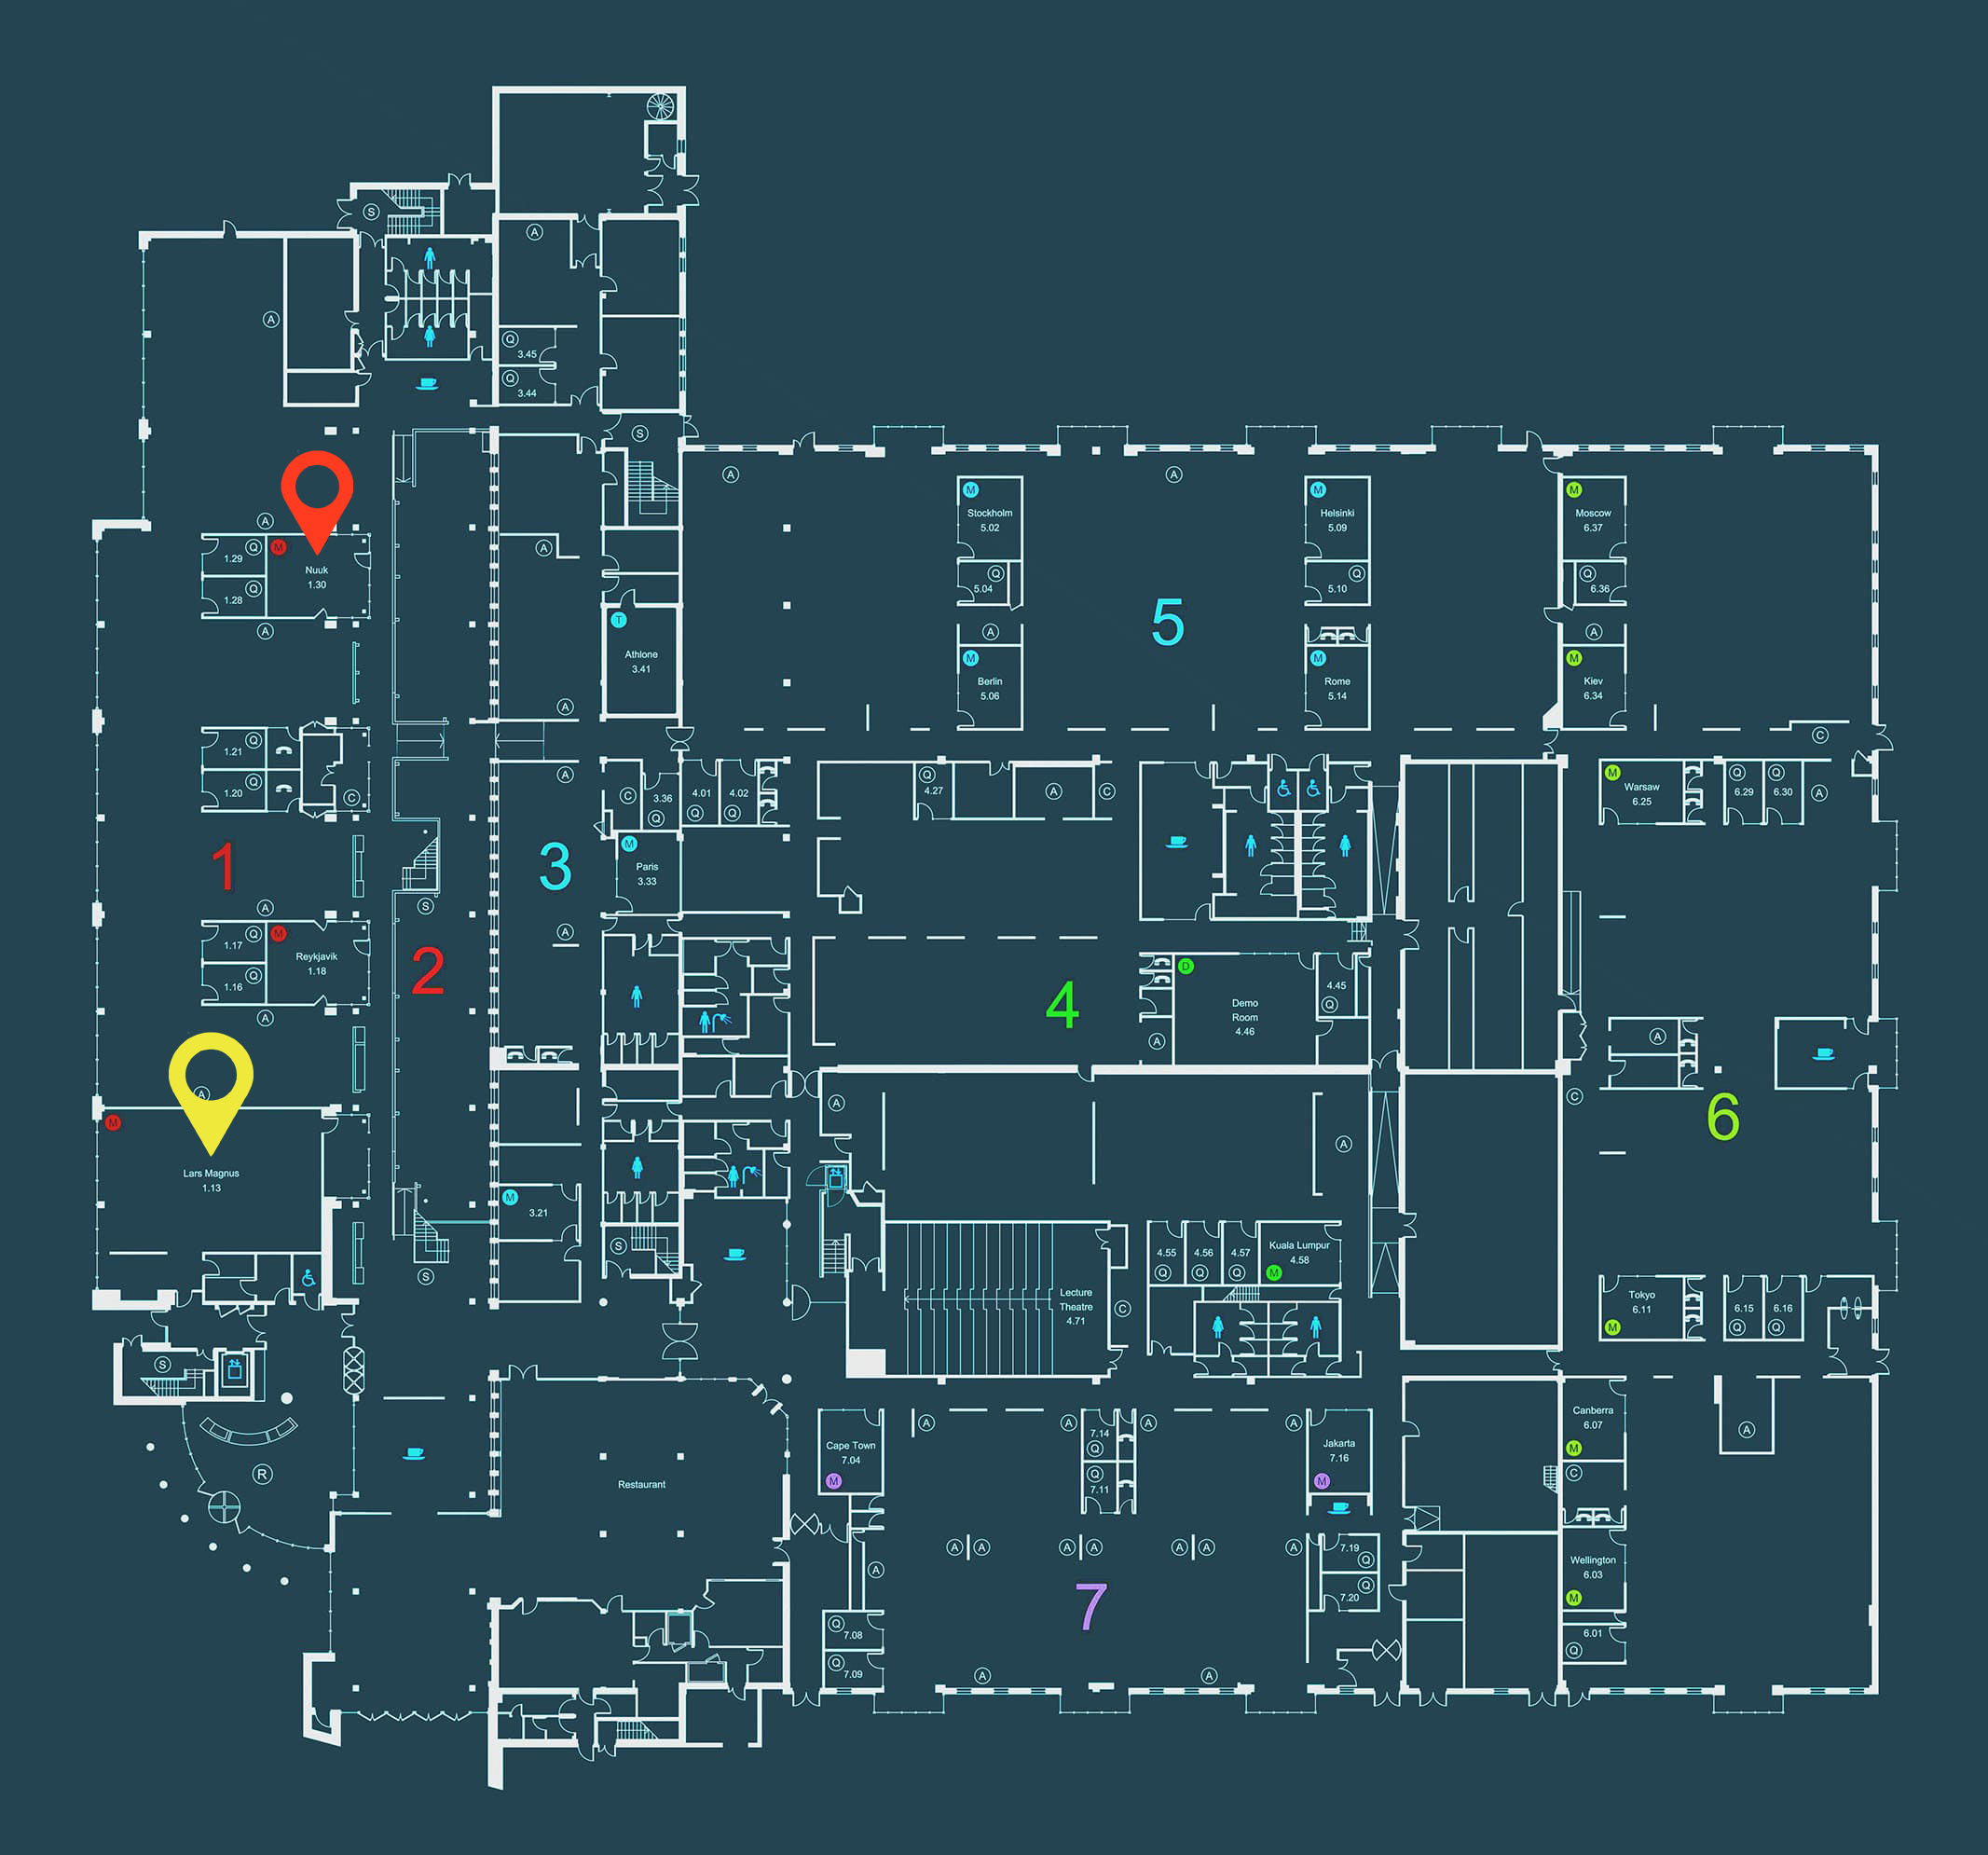 S
A
A
Q
3.45
Q
3.44
S
A
A
M
Stockholm
5.02
M
Helsinki
5.09
M
Moscow
6.37
A
1.29
Q
M
Nuuk
1.30
1.28
Q
A
A
T
Athlone
3.41
A
Q
5.04
Q
5.10
Q
6.36
5
A
A
M
Berlin
5.06
M
Rome
5.14
M
Kiev
6.34
1.21
Q
1.20
Q
C
A
C
3.36
Q
4.01
Q
4.02
Q
Q
4.27
A
C
C
M
Warsaw
6.25
Q
6.29
Q
6.30
A
1
3
M
Paris
3.33
A
S
A
1.17
Q
M
Reykjavik
1.18
1.16
Q
A
2
4
D
Demo
Room
4.46
4.45
Q
A
A
A
M
Lars Magnus
1.13
A
A
C
6
M
3.21
S
S
4.55
Q
4.56
Q
4.57
Q
Kuala Lumpur
4.58
M
Lecture
Theatre
4.71
C
Tokyo
6.11
M
6.15
Q
6.16
Q
S
R
Restaurant
Cape Town
7.04
M
A
A
7.14
Q
Q
7.11
A
A
Jakarta
7.16
M
Canberra
6.07
M
C
A
A
A
A
A
A
A
A
A
7.19
Q
Q
7.20
Wellington
6.03
M
7
Q
7.08
Q
7.09
A
A
6.01
Q